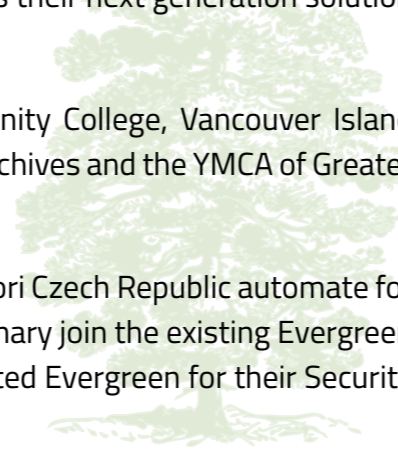 their next generation solution
nity College, Vancouver Islan
chives and the YMCA of Greate
ori Czech Republic automate fo
nary join the existing Evergree
ted Evergreen for their Securit